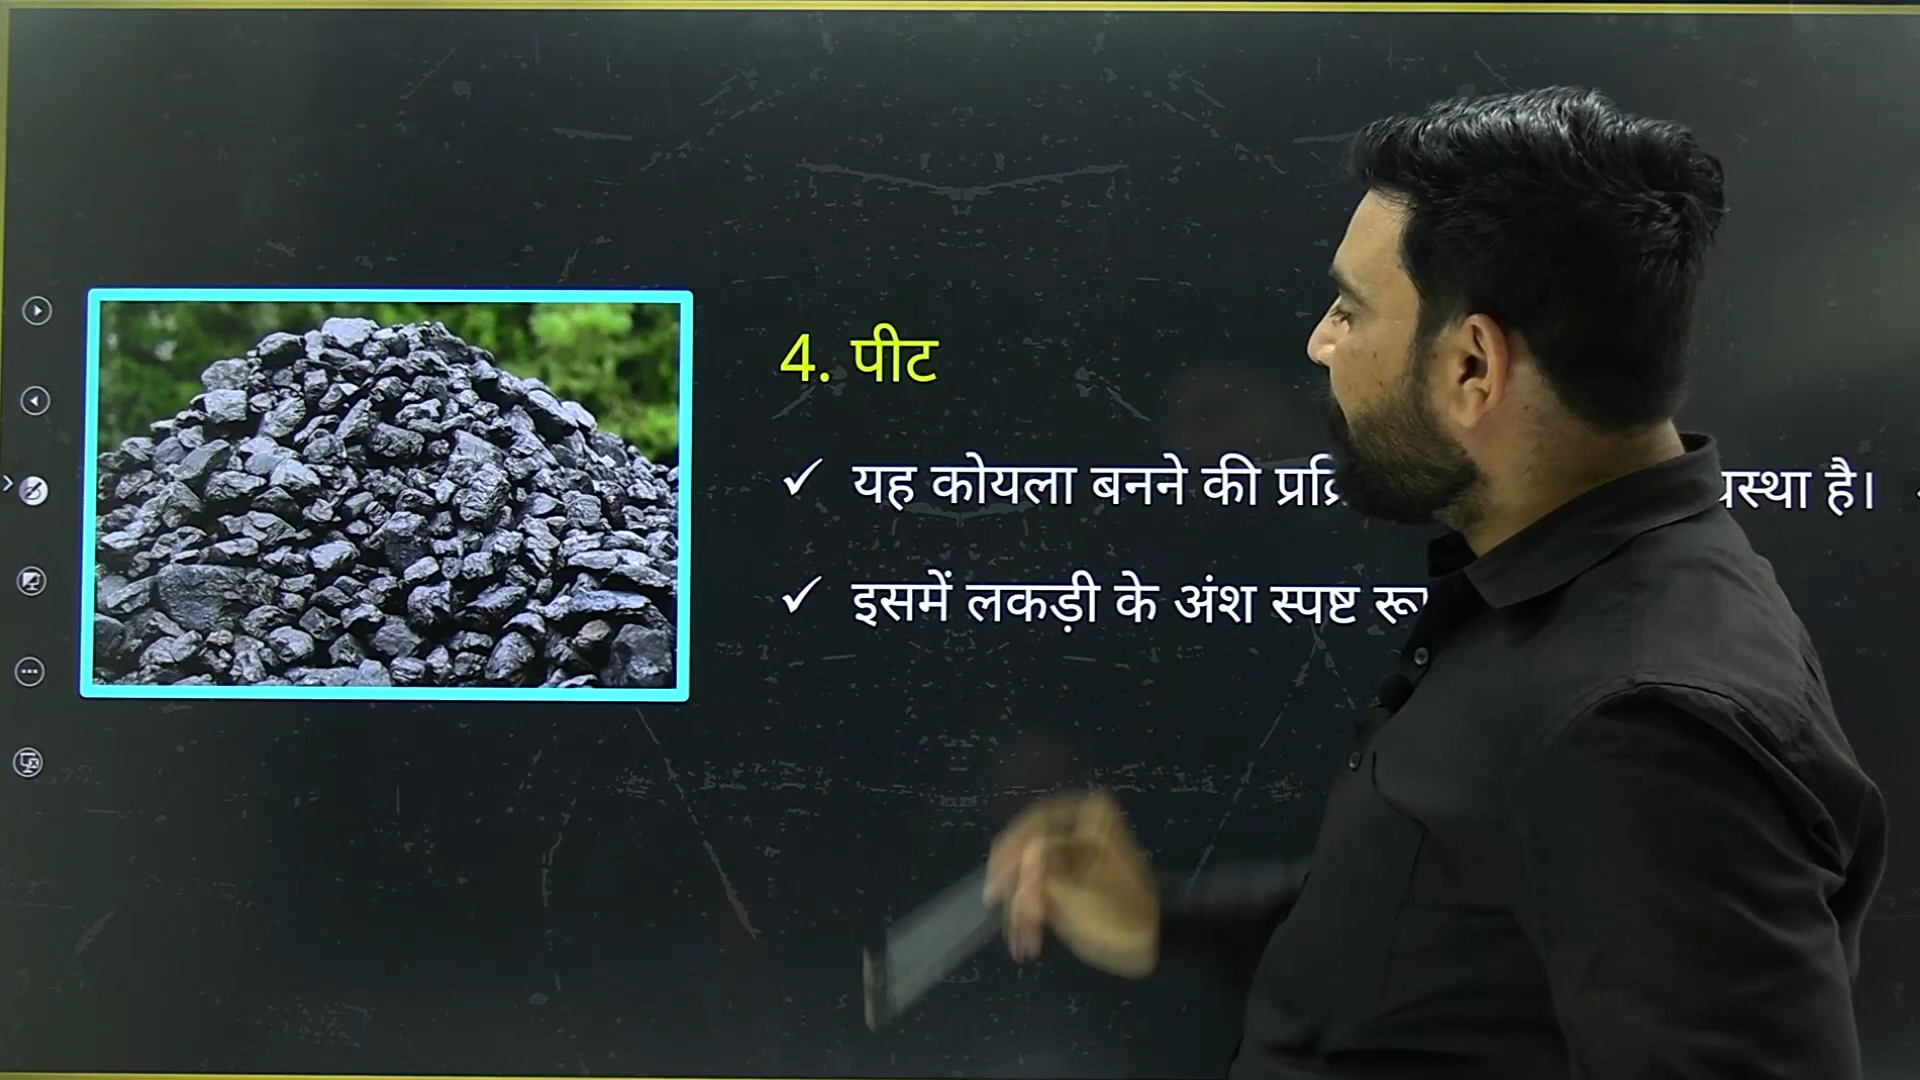 4. पीट
✓ यह कोयला बनने की है।
✓ इसमें लकड़ी के अंश स्पष्ट